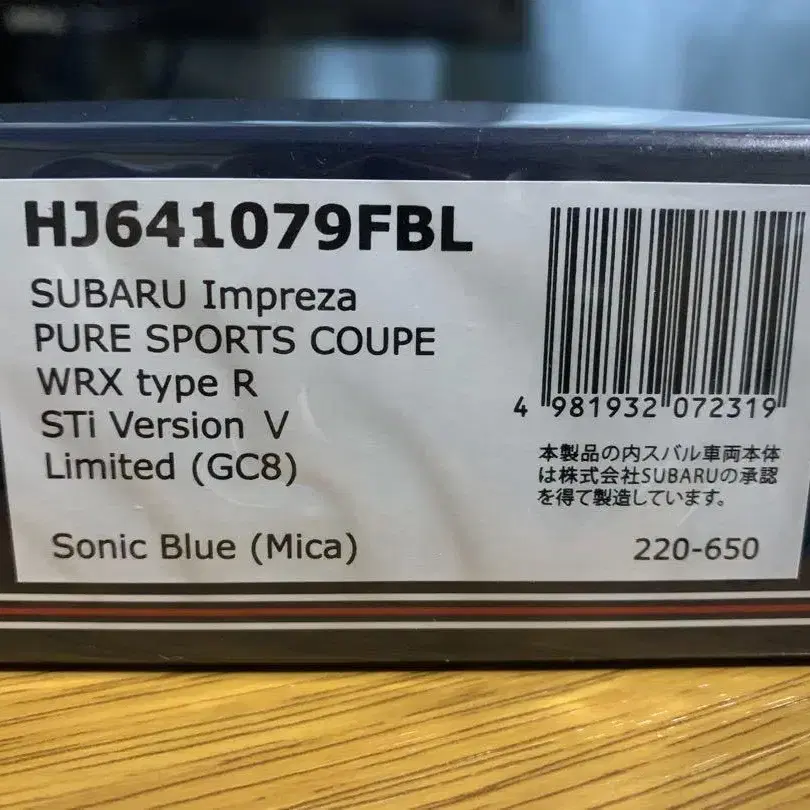 HJ641079FBL
SUBARU Impreza
PURE SPORTS COUPE
WRX type R
STi Version V
Limited (GC8)
Sonic Blue (Mica)
4 981932 072319
本製品の内スバル車両本体
は株式会社SUBARUの承認
を得て製造しています。
220-650